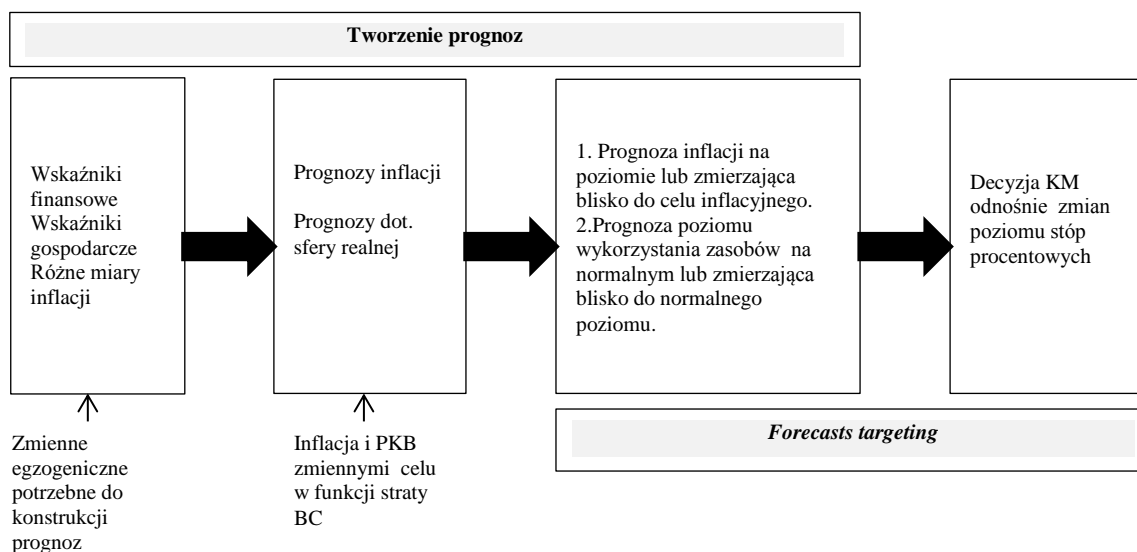 Tworzenie prognoz
Wskaźniki
finansowe
Wskaźniki
gospodarcze
Różne miary
inflacji
Prognozy inflacji
Prognozy dot.
sfery realnej
1. Prognoza inflacji na
poziomie lub zmierzająca
blisko do celu inflacyjnego.
2.Prognoza poziomu
wykorzystania zasobów na
normalnym lub zmierzająca
blisko do normalnego
poziomu.
Decyzja KM
odnośnie zmian
poziomu stóp
procentowych
Zmienne
egzogeniczne
potrzebne do
konstrukcji
prognoz
Inflacja i PKB
zmiennymi celu
w funkcji straty
BC
Forecasts targeting